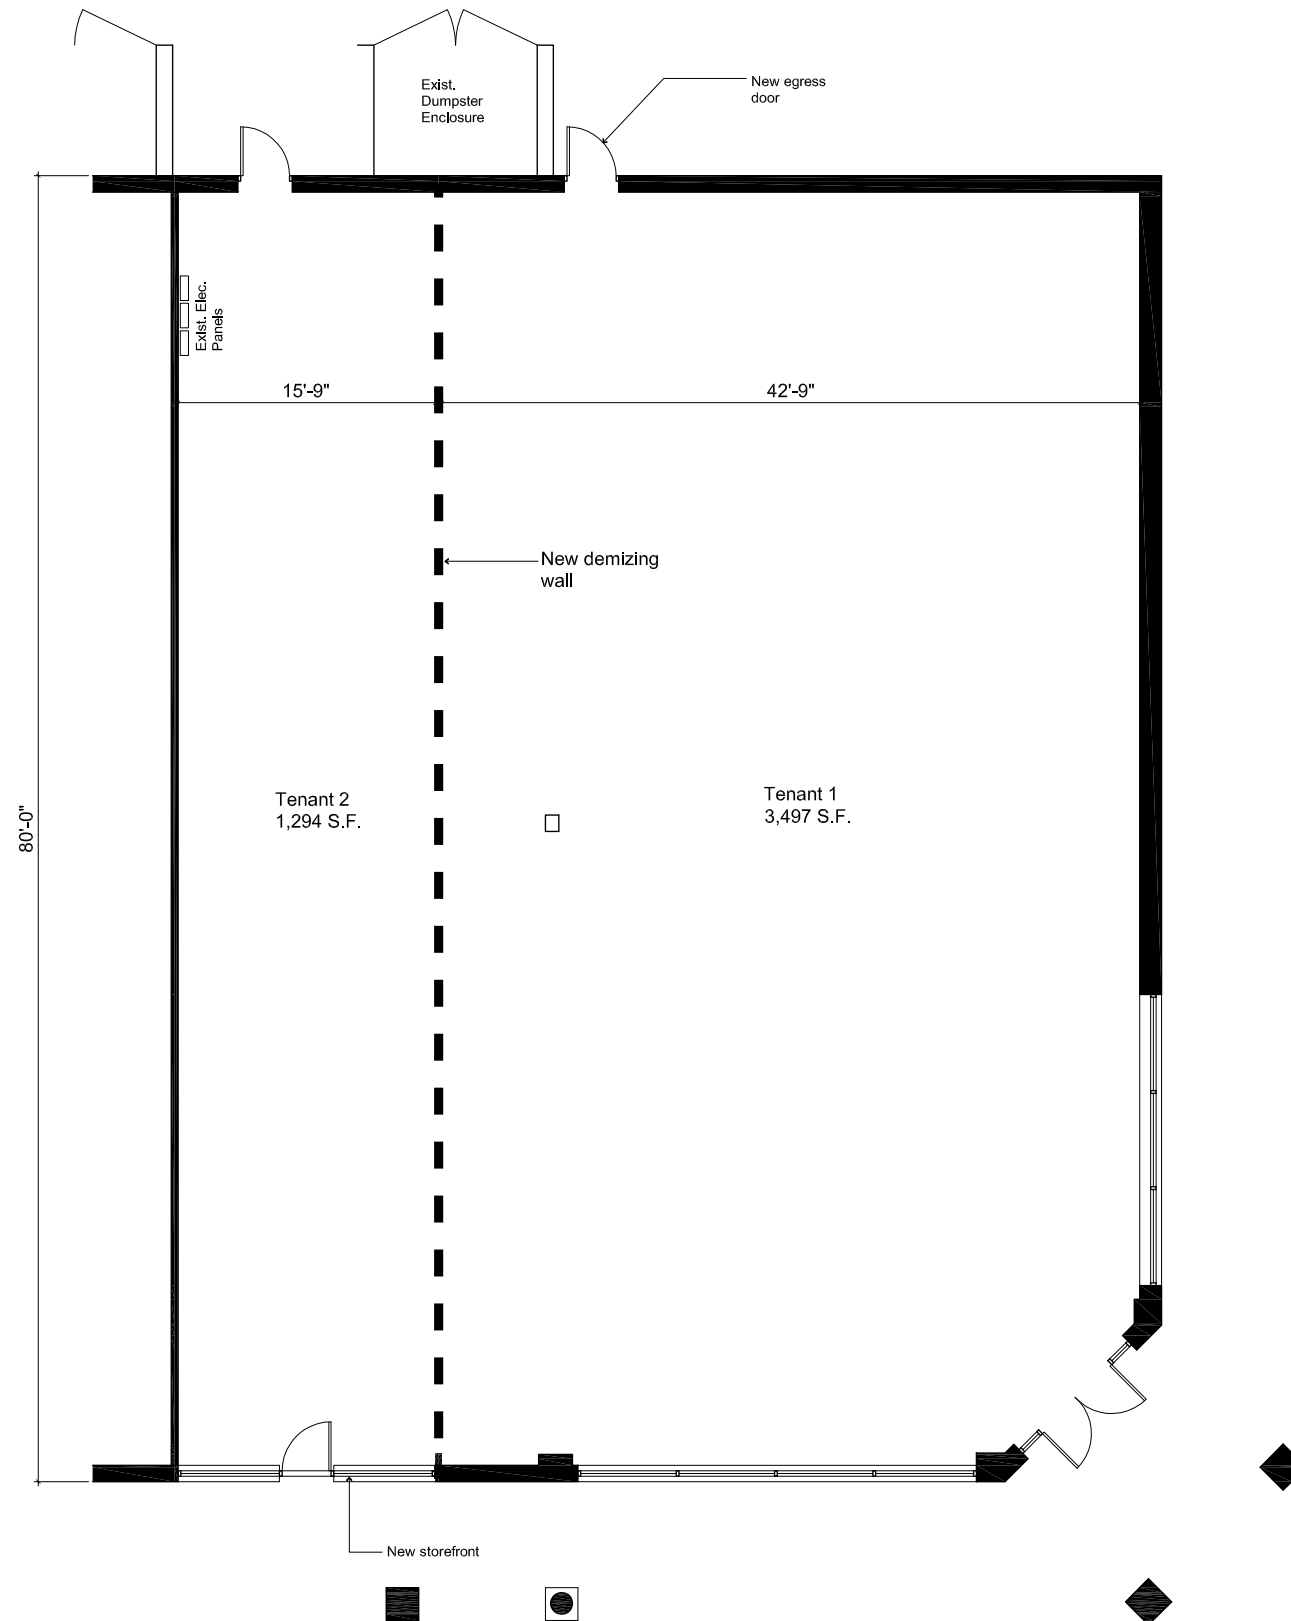 Exist.
Dumpster
Enclosure
New egress
door
Exist. Elec.
Panels
15'-9"
42'-9"
New demizing
wall
Tenant 2
1,294 S.F.
Tenant 1
3,497 S.F.
80'-0"
New storefront